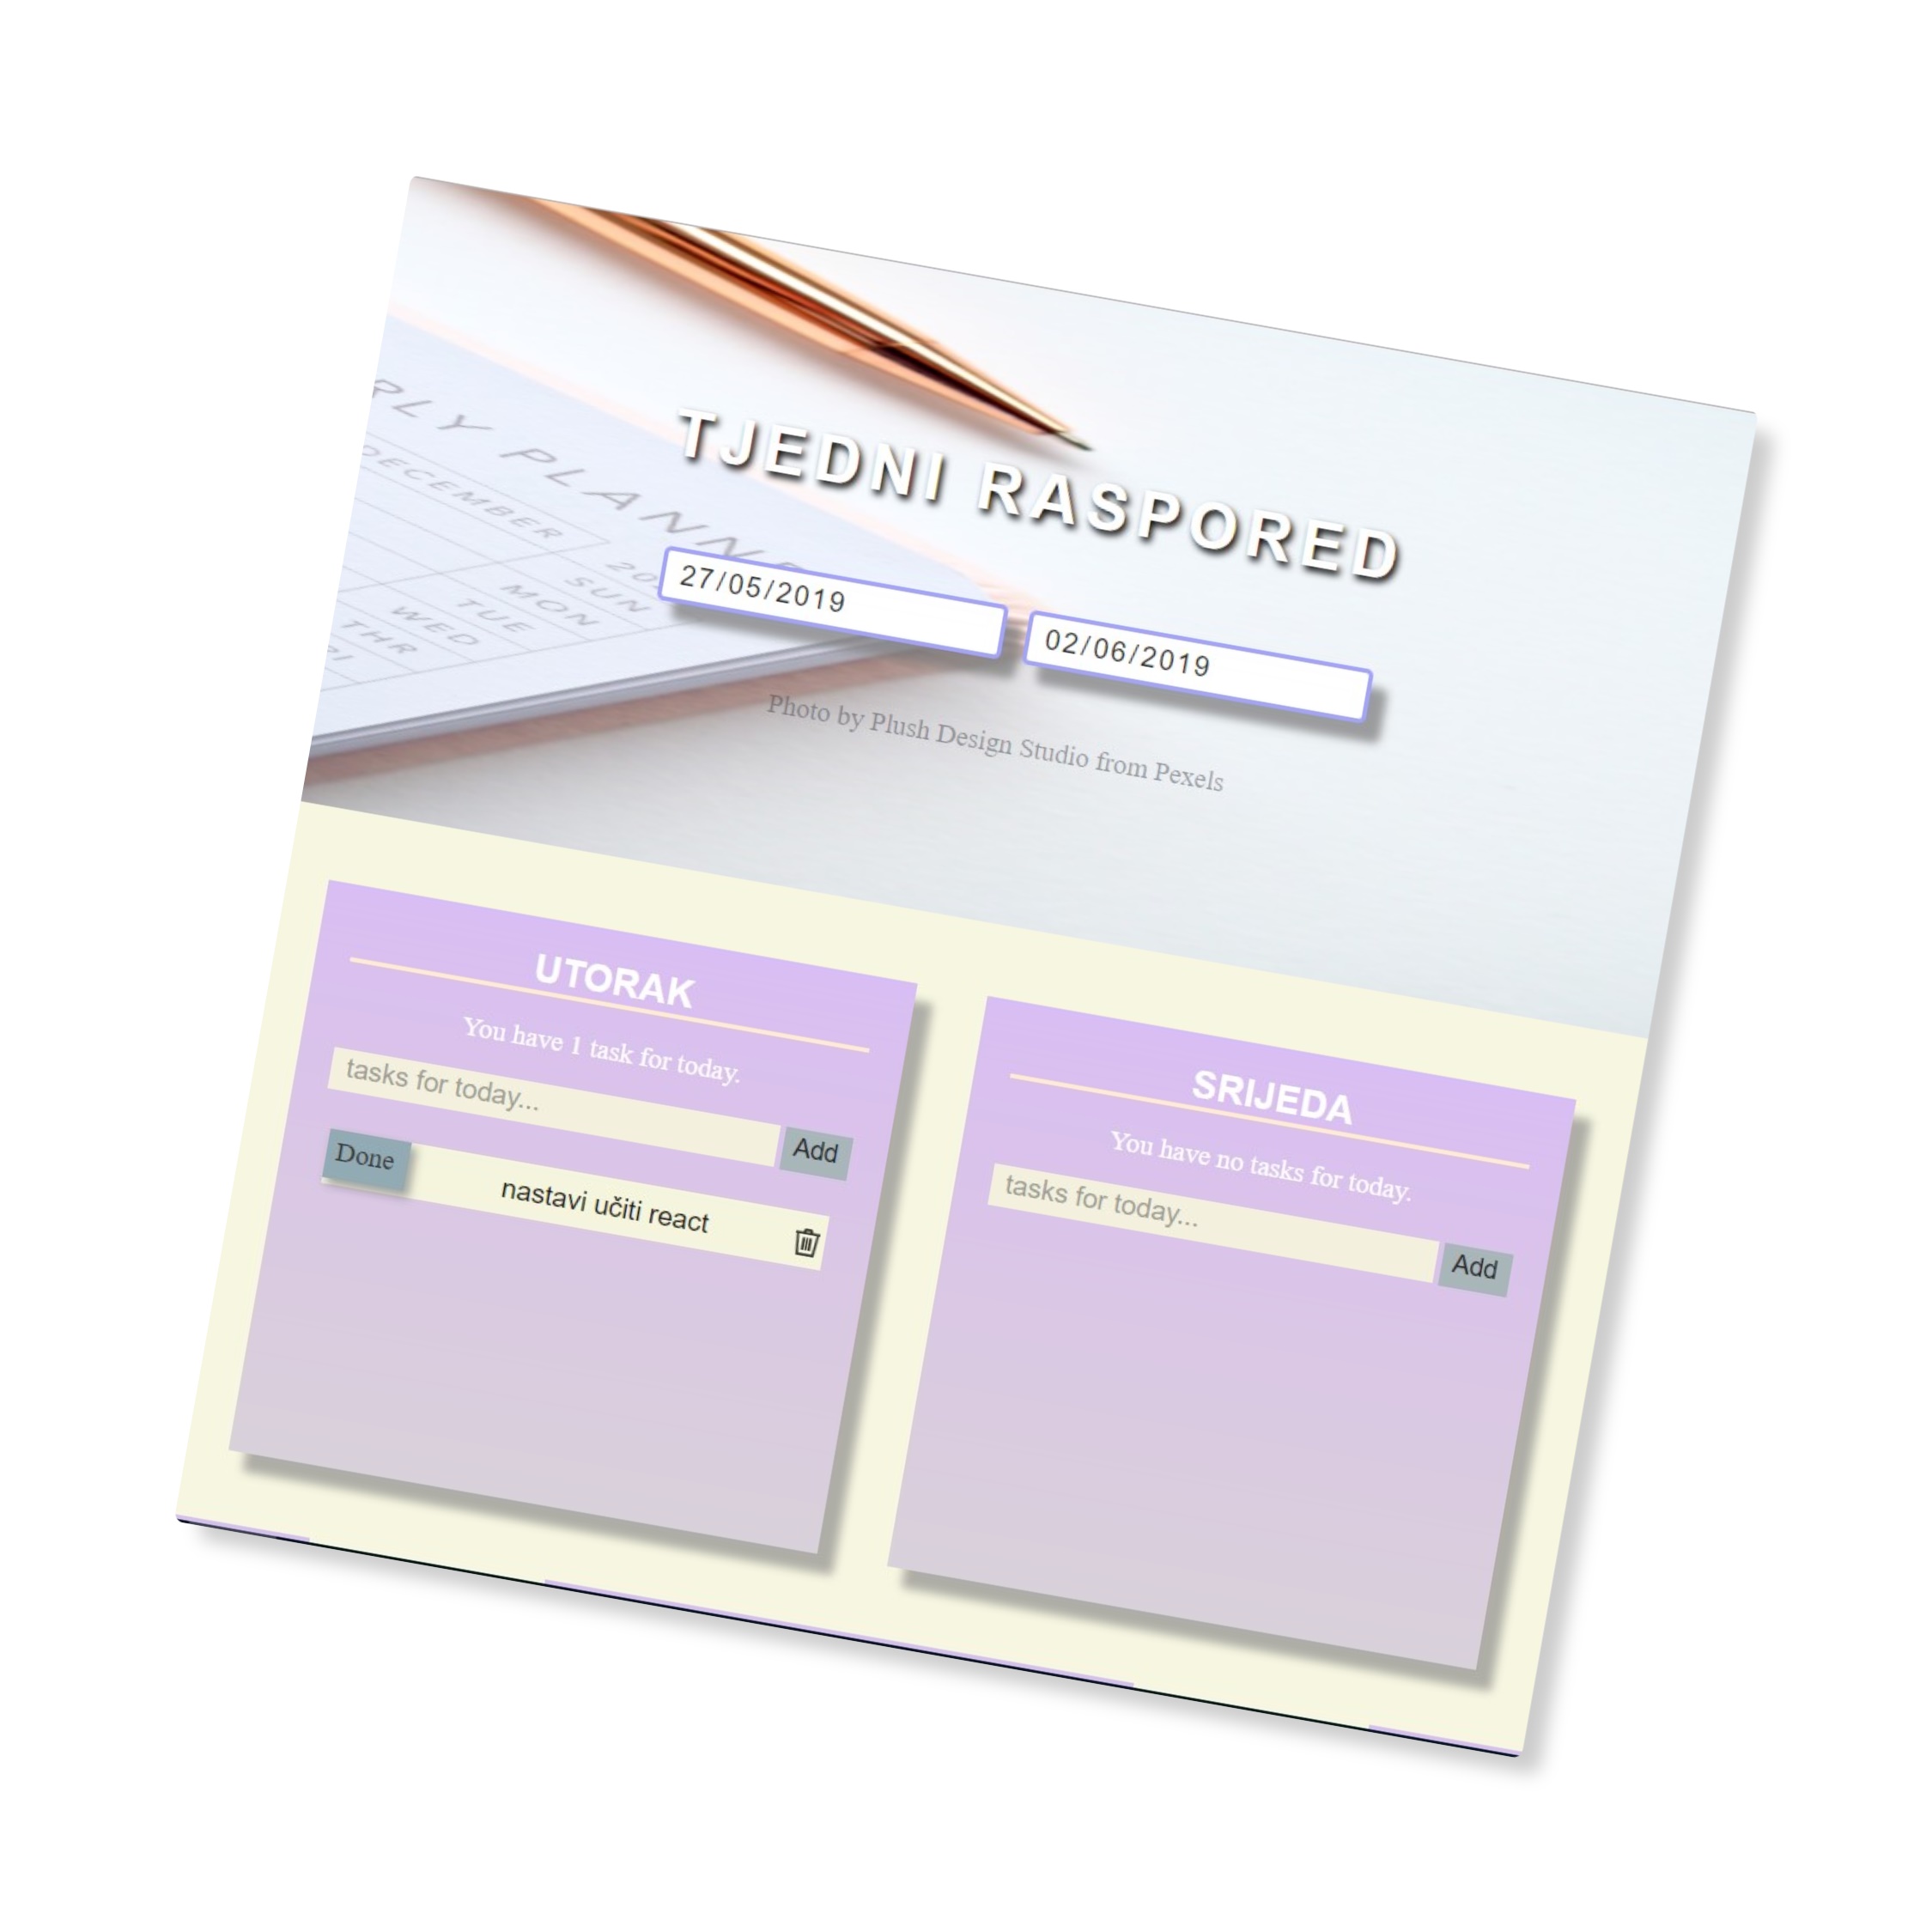 RLY PLANN
DECEMBER
SUN
MON
TUE
WED
THR
TJEDNI RASPORED
27/05/2019
02/06/2019
Photo by Plush Design Studio from Pexels
UTORAK
You have 1 task for today.
tasks for today...
Add
Done
nastavi učiti react
SRIJEDA
You have no tasks for today.
tasks for today...
Add